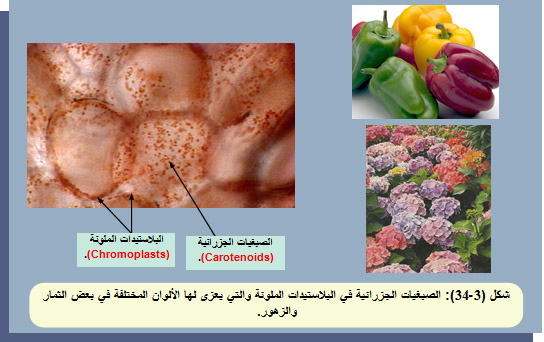 البلاستيدات الملونة
(Chromoplasts).
الصبغيات الجزرانية
(Carotenoids).
شكل (3-34): الصبغيات الجزرانية في البلاستيدات الملونة والتي يعزى لها الألوان المختلفة في بعض الثمار
والزهور.